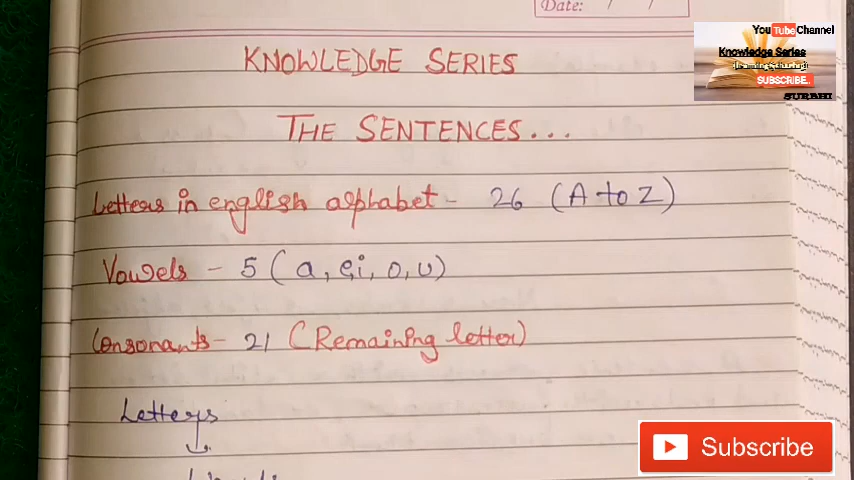 Date: / /
YouTube Channel
Knowledge Series
SUBSCRIBE..
SURABHI
KNOWLEDGE SERIES
THE SENTENCES...
Letters in english alphabet - 26 (A to Z)
Vowels - 5 (a, e, i, o, u)
Consonants - 21 (Remaining letter)
Letters
Subscribe